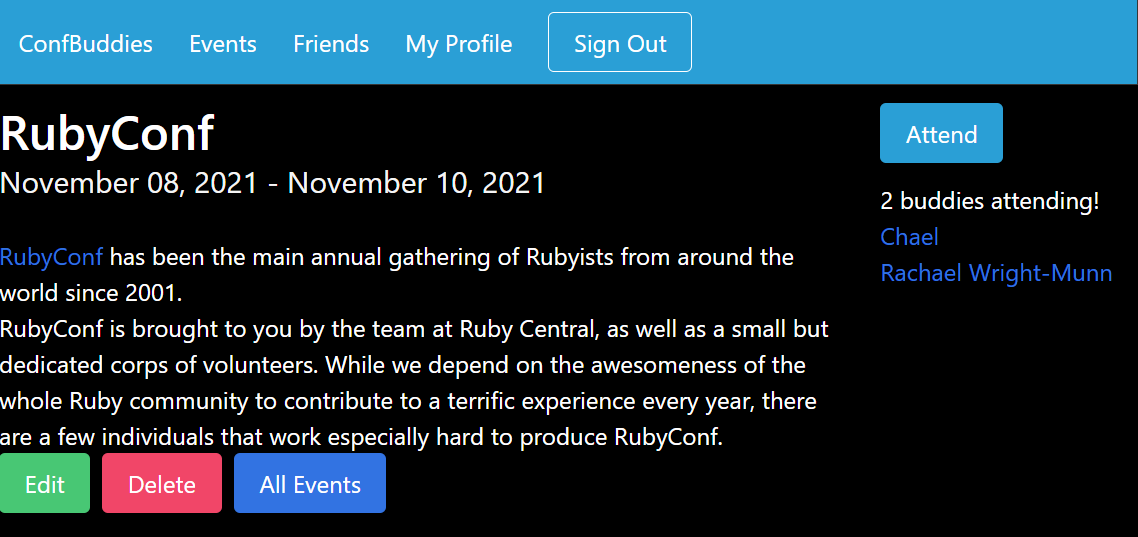 ConfBuddies Events Friends My Profile Sign Out
RubyConf
November 08, 2021 - November 10, 2021
RubyConf has been the main annual gathering of Rubyists from around the
world since 2001.
RubyConf is brought to you by the team at Ruby Central, as well as a small but
dedicated corps of volunteers. While we depend on the awesomeness of the
whole Ruby community to contribute to a terrific experience every year, there
are a few individuals that work especially hard to produce RubyConf.
Edit Delete All Events
Attend
2 buddies attending!
Chael
Rachael Wright-Munn